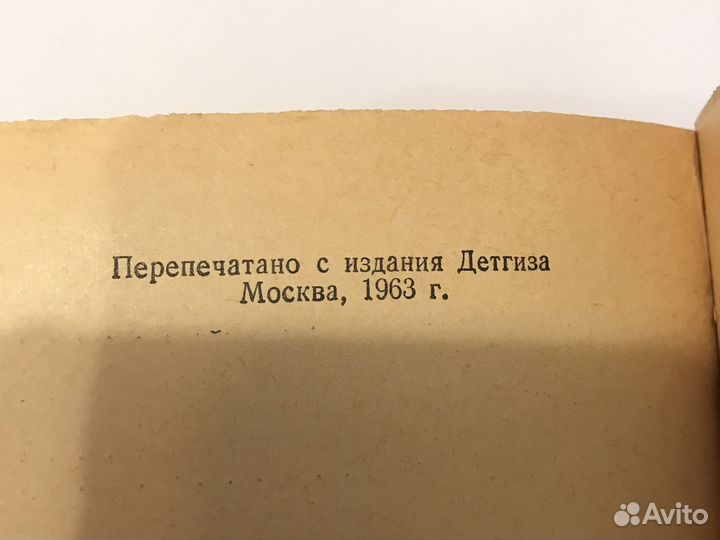 Перепечатано с издания Детгиза
Москва, 1963 г.
Avito